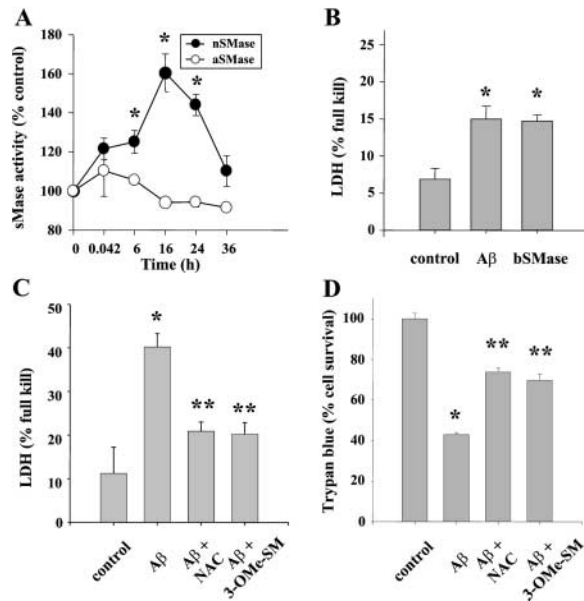 A
sMase activity (% control)
180
160
140
120
100
80
*
*
*
nSMase
aSMase
0 0.042 6 16 24 36
Time (h)
B
LDH (% full kill)
25
20
15
10
5
0
*
*
control Aβ bSMase
C
LDH (% full kill)
50
40
30
20
10
0
*
**
**
control
Aβ
Aβ +
NAC
Aβ +
3-OMe-SM
D
Trypan blue (% cell survival)
100
80
60
40
20
0
*
**
**
control
Aβ
Aβ +
NAC
Aβ +
3-OMe-SM